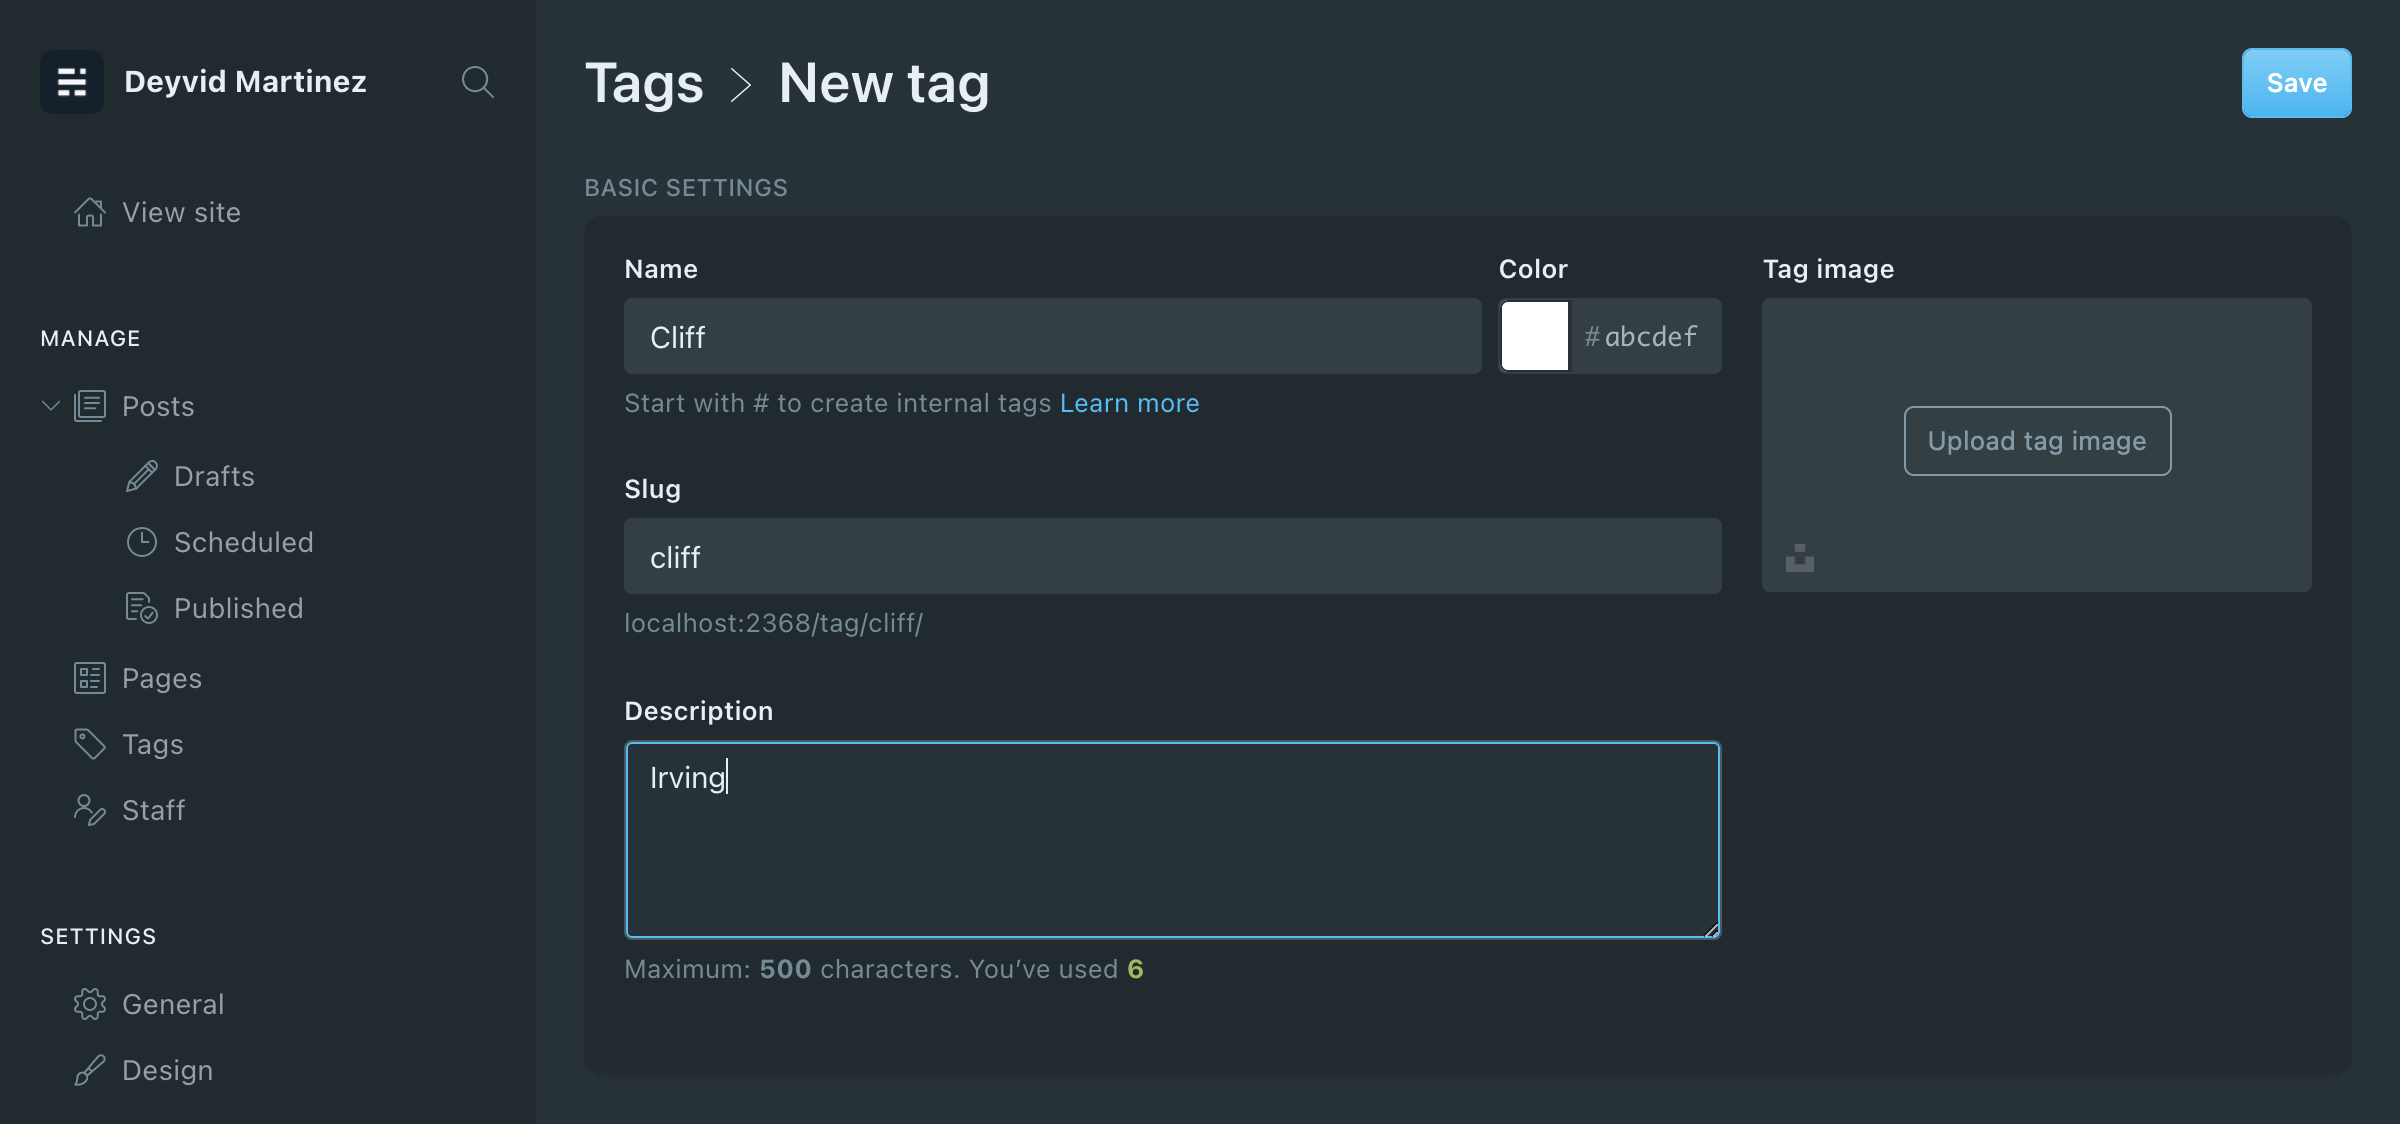 Deyvid Martinez
View site
MANAGE
Posts
Drafts
Scheduled
Published
Pages
Tags
Staff
SETTINGS
General
Design
Tags > New tag
Save
BASIC SETTINGS
Name
Cliff
Start with # to create internal tags Learn more
Color
#abcdef
Slug
cliff
localhost:2368/tag/cliff/
Description
Irving
Maximum: 500 characters. You’ve used 6
Tag image
Upload tag image